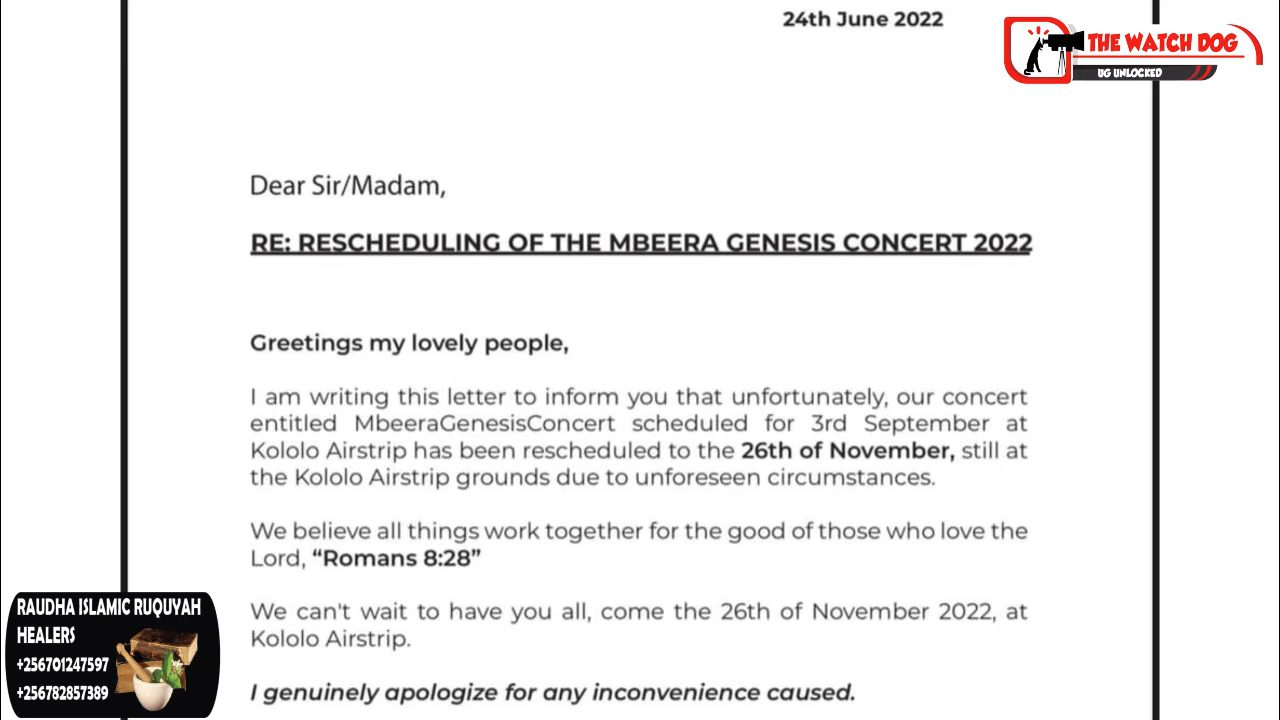 24th June 2022
THE WATCH DOG
UG UNLOCKED
Dear Sir/Madam,
RE: RESCHEDULING OF THE MBEERA GENESIS CONCERT 2022
Greetings my lovely people,
I am writing this letter to inform you that unfortunately, our concert
entitled MbeeraGenesisConcert scheduled for 3rd September at
Kololo Airstrip has been rescheduled to the 26th of November, still at
the Kololo Airstrip grounds due to unforeseen circumstances.
We believe all things work together for the good of those who love the
Lord, “Romans 8:28”
We can't wait to have you all, come the 26th of November 2022, at
Kololo Airstrip.
I genuinely apologize for any inconvenience caused.
RAUDHA ISLAMIC RUQUYAH
HEALERS
+256701247597
+256782857389